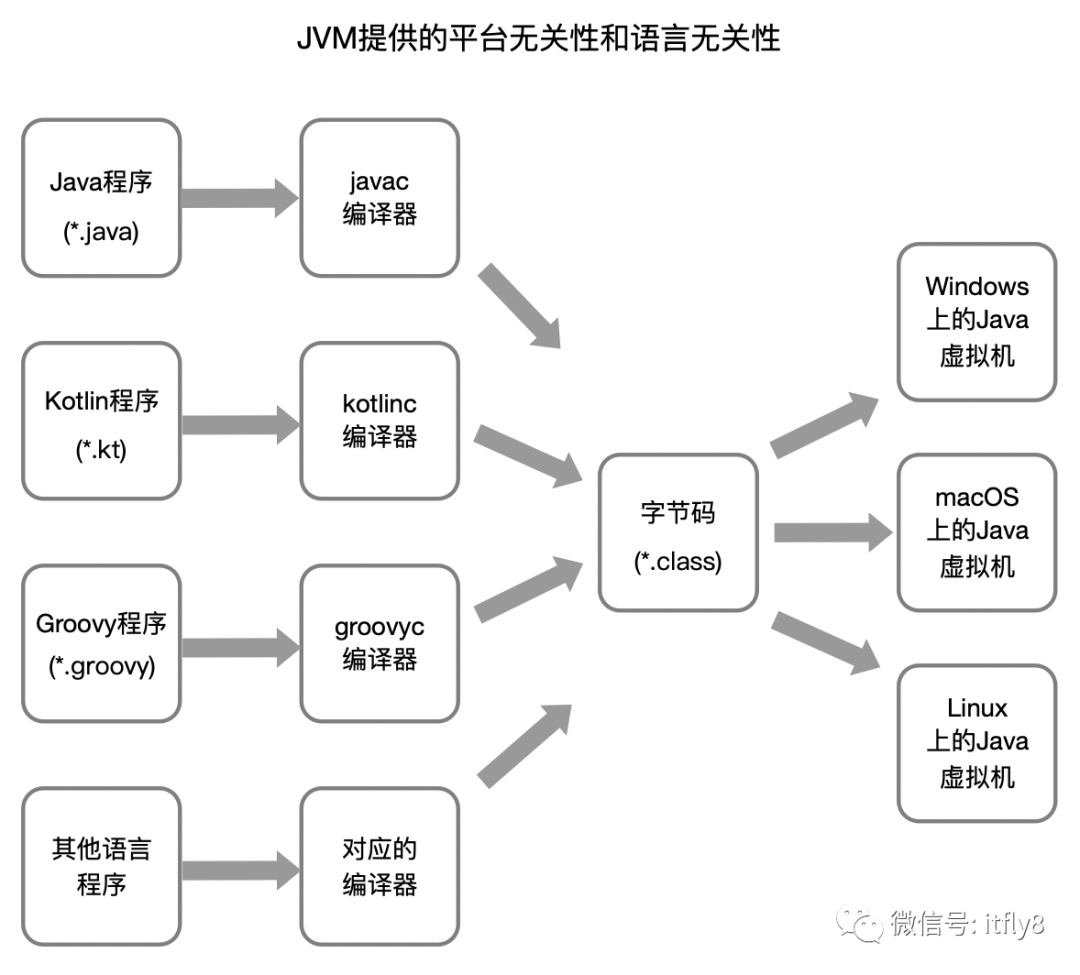 JVM提供的平台无关性和语言无关性
Java程序
(*.java)
javac
编译器
Kotlin程序
(*.kt)
kotlinc
编译器
Groovy程序
(*.groovy)
groovyc
编译器
其他语言
程序
对应的
编译器
字节码
(*.class)
Windows
上的Java
虚拟机
macOS
上的Java
虚拟机
Linux
上的Java
虚拟机
微信号: itfly8